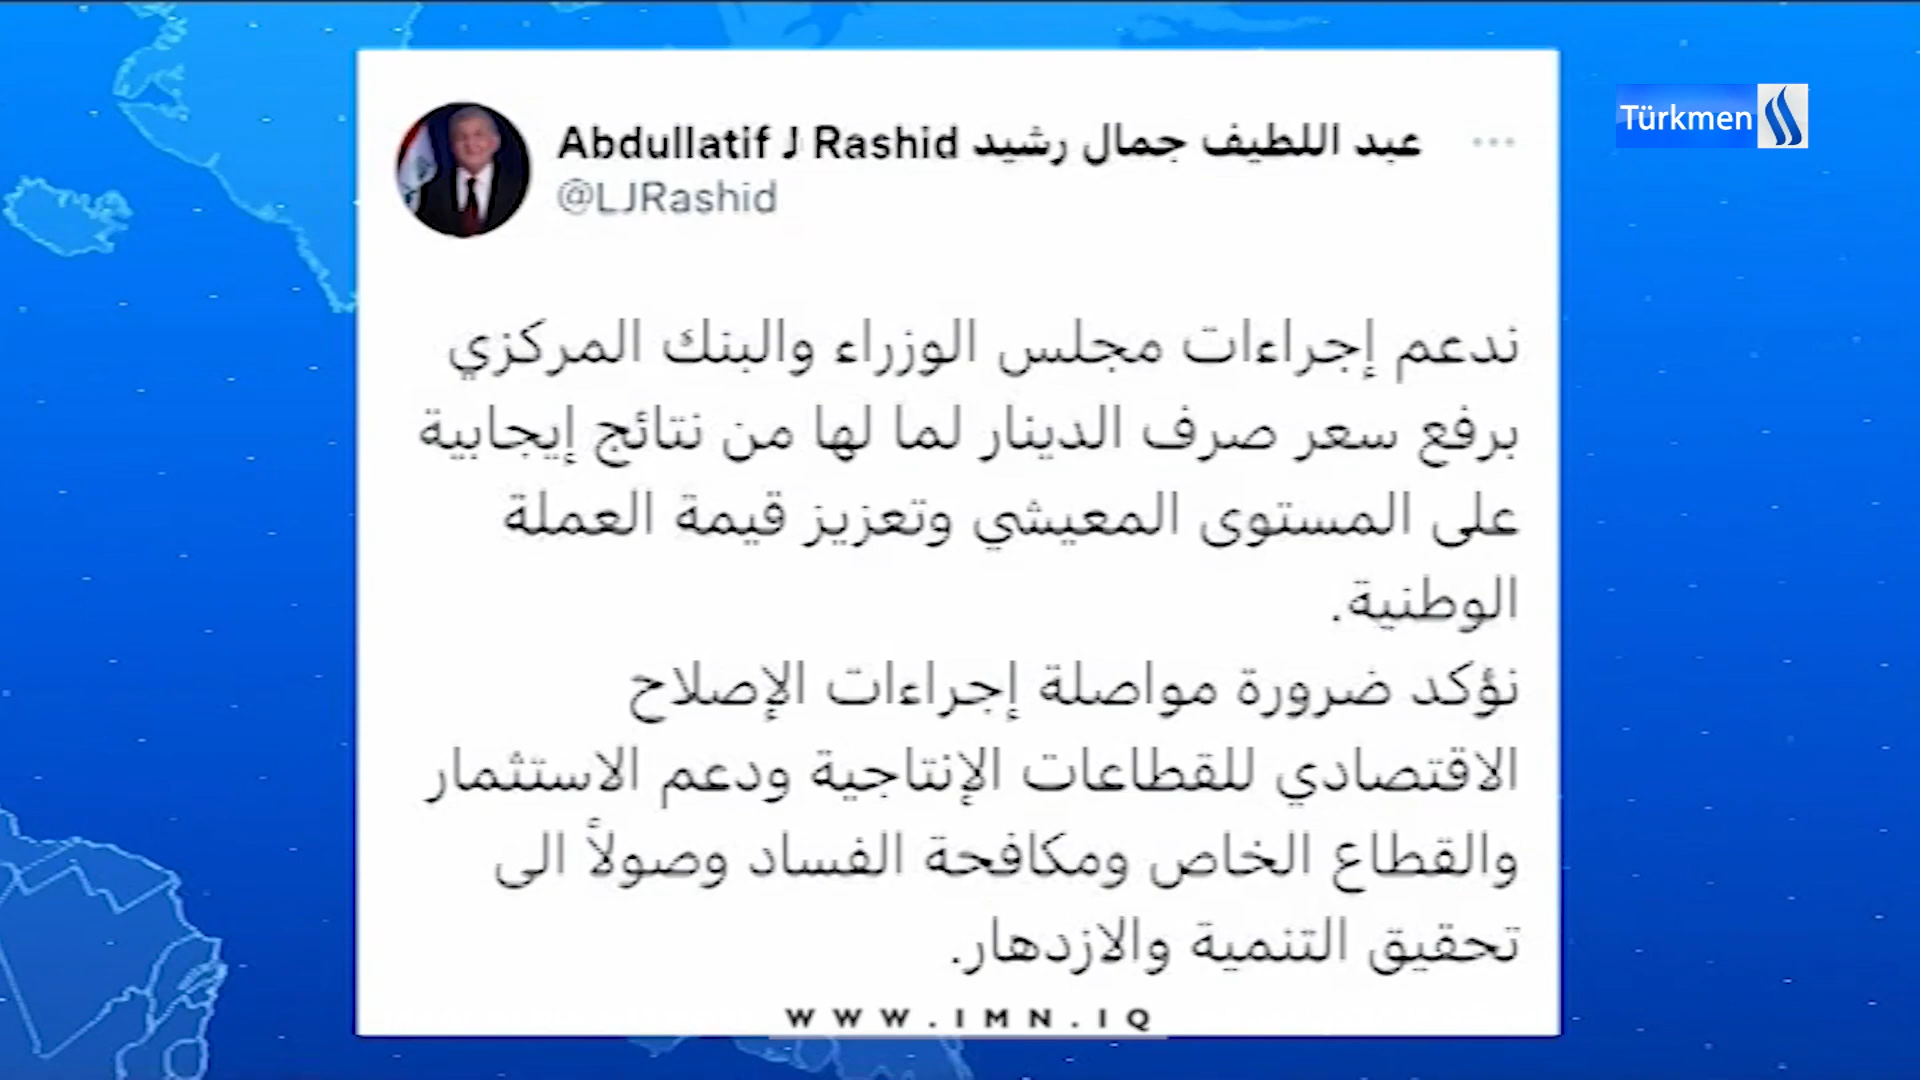 Türkmen
Abdullatif J Rashid عبد اللطيف جمال رشيد
@LJRashid
ندعم إجراءات مجلس الوزراء والبنك المركزي
برفع سعر صرف الدينار لما لها من نتائج إيجابية
على المستوى المعيشي وتعزيز قيمة العملة
الوطنية.
نؤكد ضرورة مواصلة إجراءات الإصلاح
الاقتصادي للقطاعات الإنتاجية ودعم الاستثمار
والقطاع الخاص ومكافحة الفساد وصولاً الى
تحقيق التنمية والازدهار.
WWW.IMN.IQ